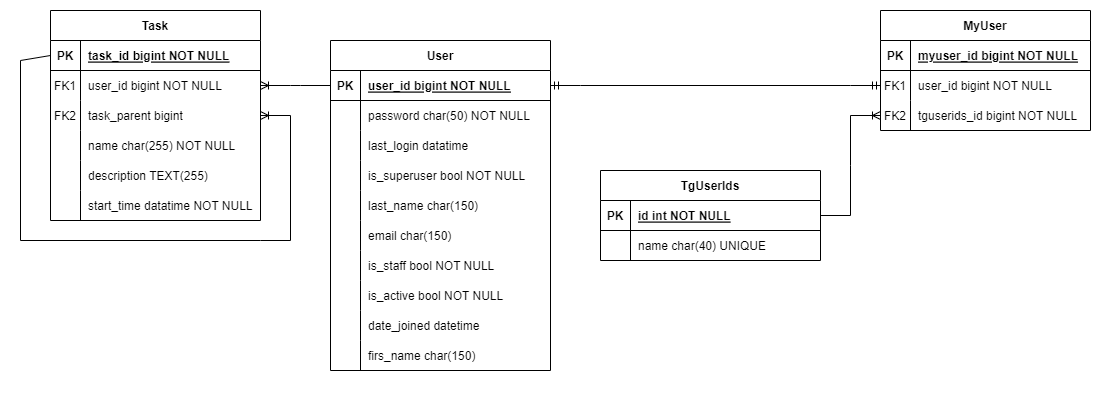 Task
PK task_id bigint NOT NULL
FK1 user_id bigint NOT NULL
FK2 task_parent bigint
name char(255) NOT NULL
description TEXT(255)
start_time datatime NOT NULL
User
PK user_id bigint NOT NULL
password char(50) NOT NULL
last_login datatime
is_superuser bool NOT NULL
last_name char(150)
email char(150)
is_staff bool NOT NULL
is_active bool NOT NULL
date_joined datetime
firs_name char(150)
MyUser
PK myuser_id bigint NOT NULL
FK1 user_id bigint NOT NULL
FK2 tguserids_id bigint NOT NULL
TgUserIds
PK id int NOT NULL
name char(40) UNIQUE